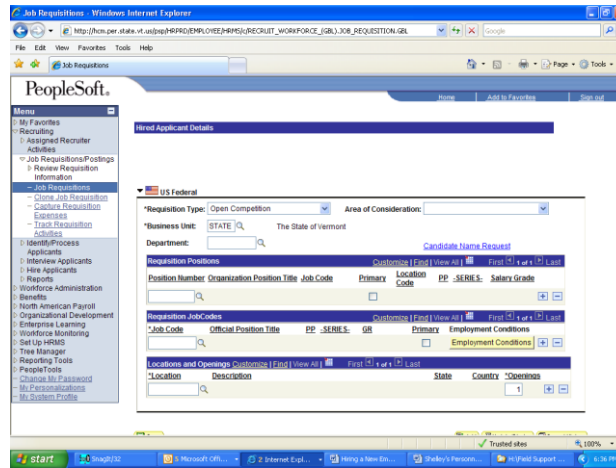 Job Requisitions - Windows Internet Explorer
http://hcm.per.state.vt.us/psp/HRPRD/EMPLOYEE/HRMS/c/RECRUIT_WORKFORCE_(GBL).JOB_REQUISITION.GBL
Google
File Edit View Favorites Tools Help
Job Requisitions
Page Tools
PeopleSoft.
Home Add to Favorites Sign out
Menu
My Favorites
Recruiting
Assigned Recruiter
Activities
Job Requisitions/Postings
Review Requisition
Information
Job Requisitions
Clone Job Requisition
Capture Requisition
Expenses
Track Requisition
Activities
Identify/Process
Applicants
Interview Applicants
Hire Applicants
Reports
Workforce Administration
Benefits
North American Payroll
Organizational Development
Enterprise Learning
Workforce Monitoring
Set Up HRMS
Tree Manager
Reporting Tools
PeopleTools
Change My Password
My Personalizations
My System Profile
Hired Applicant Details
US Federal
*Requisition Type: Open Competition Area of Consideration:
*Business Unit: STATE The State of Vermont
Department: Candidate Name Request
Requisition Positions Customize | Find | View All | First 1 of 1 Last
Position Number Organization Position Title Job Code Primary Location Code PP -SERIES- Salary Grade
Requisition JobCodes Customize | Find | View All | First 1 of 1 Last
*Job Code Official Position Title PP -SERIES- GR Primary Employment Conditions
Employment Conditions
Locations and Openings Customize | Find | View All | First 1 of 1 Last
*Location Description State Country *Openings
1
Trusted sites 100%
start SnagIt/32 5 Microsoft Offi... 2 Internet Expl... Hiring a New Em... Shelley's Personn... H:\Field Support ... 6:36 PM